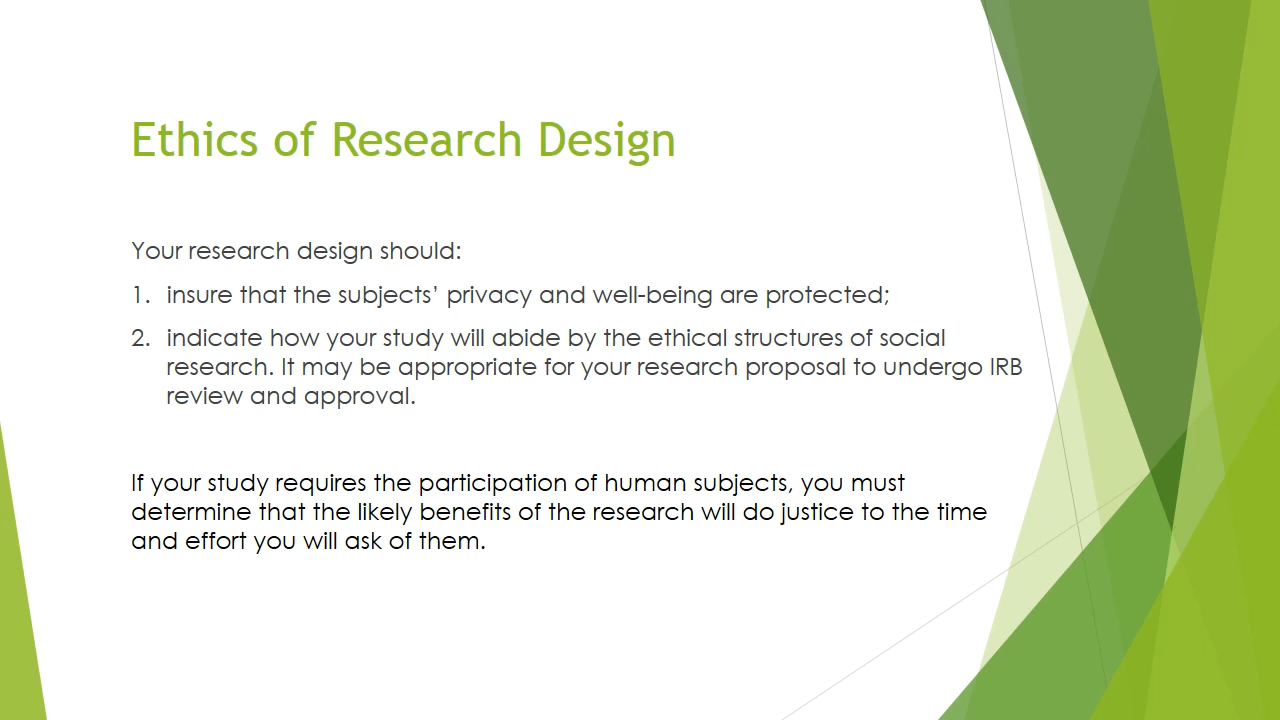 Ethics of Research Design
Your research design should:
1. insure that the subjects’ privacy and well-being are protected;
2. indicate how your study will abide by the ethical structures of social
research. It may be appropriate for your research proposal to undergo IRB
review and approval.
If your study requires the participation of human subjects, you must
determine that the likely benefits of the research will do justice to the time
and effort you will ask of them.